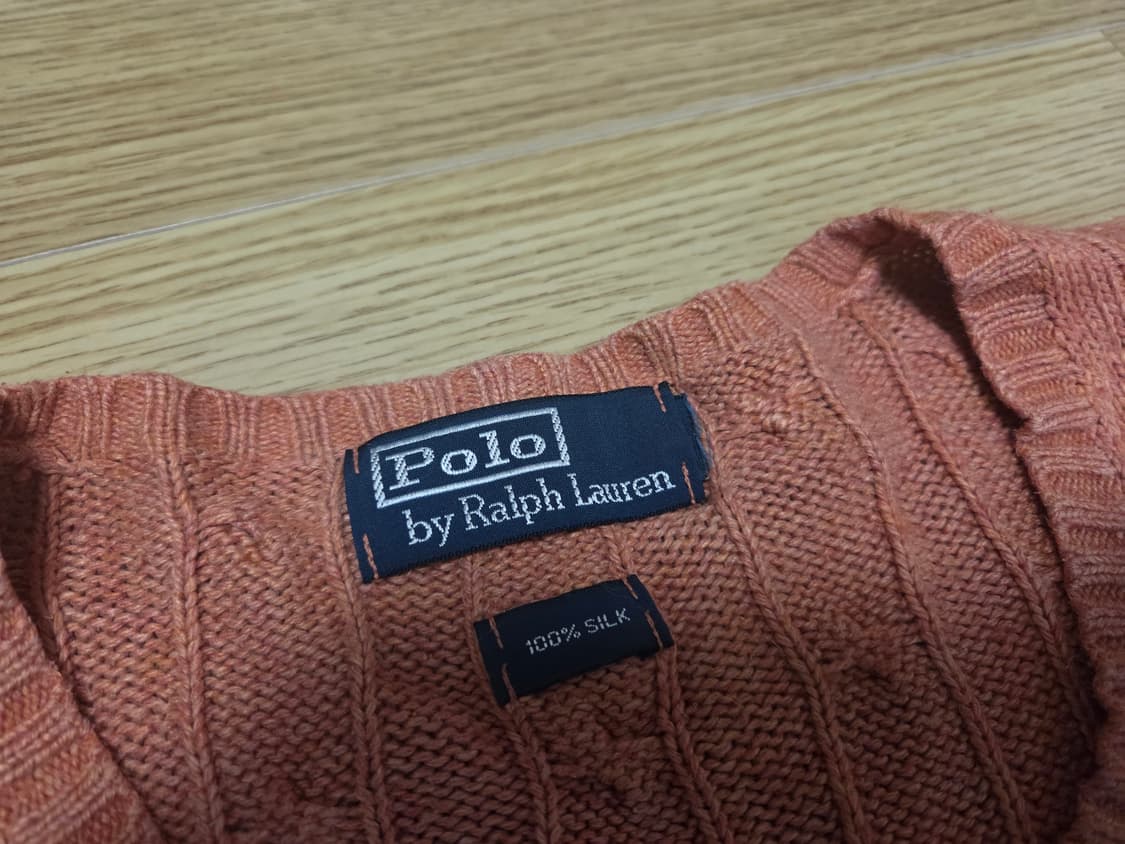 Polo
by Ralph Lauren
100% SILK